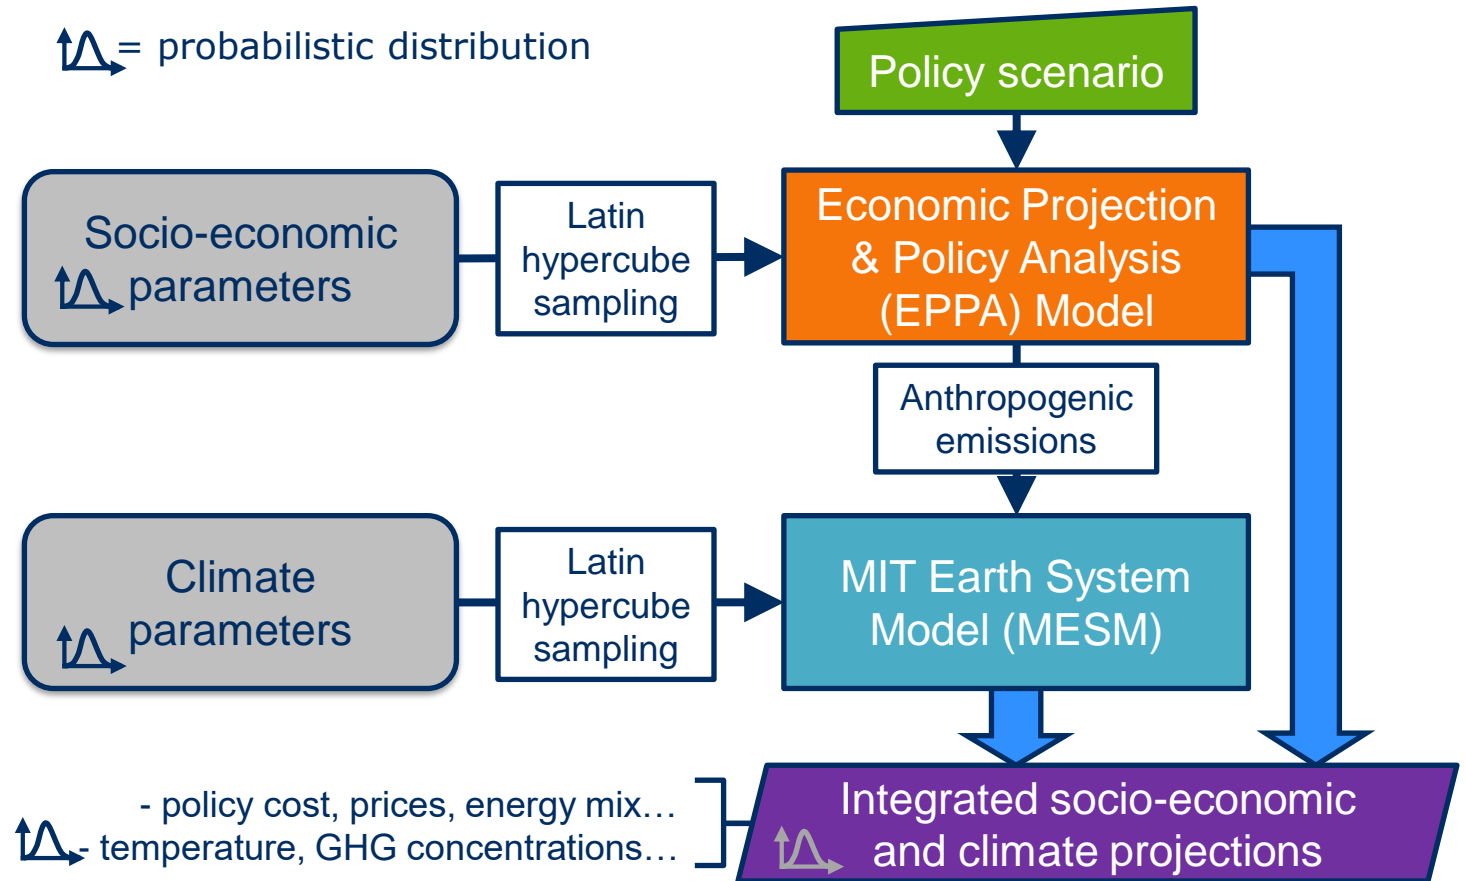 = probabilistic distribution
Policy scenario
Socio-economic
parameters
Latin
hypercube
sampling
Economic Projection
& Policy Analysis
(EPPA) Model
Anthropogenic
emissions
Climate
parameters
Latin
hypercube
sampling
MIT Earth System
Model (MESM)
- policy cost, prices, energy mix…
- temperature, GHG concentrations…
Integrated socio-economic
and climate projections